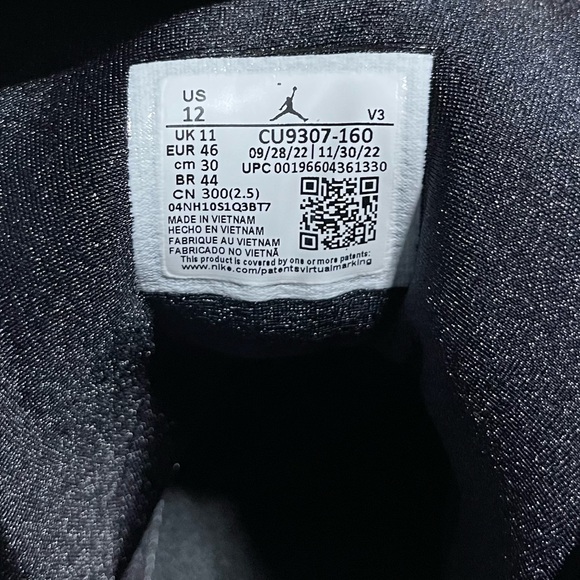 US
12
V3
UK 11
EUR 46
cm 30
BR 44
CN 300(2.5)
04NH10S1Q3BT7
CU9307-160
09/28/22 | 11/30/22
UPC 00196604361330
MADE IN VIETNAM
HECHO EN VIETNAM
FABRIQUE AU VIETNAM
FABRICADO NO VIETNÃ
This product is covered by one or more patents:
www.nike.com/patentsvirtualmarking